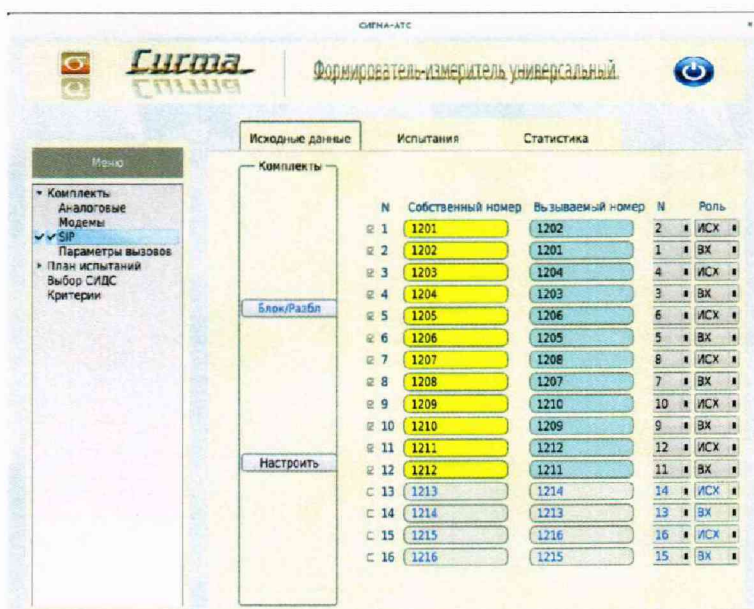 СИГМА-АТС
Сигма
Формирователь-измеритель универсальный.
Исходные данные Испытания Статистика
Меню
Комплекты
Аналоговые
Модемы
SIP
Параметры вызовов
План испытаний
Выбор СИДС
Критерии
Комплекты
Блок/Разбл
Настроить
N Собственный номер Вызываемый номер N Роль
1 1201 1202 2 ИСХ
2 1202 1201 1 ВХ
3 1203 1204 4 ИСХ
4 1204 1203 3 ВХ
5 1205 1206 6 ИСХ
6 1206 1205 5 ВХ
7 1207 1208 8 ИСХ
8 1208 1207 7 ВХ
9 1209 1210 10 ИСХ
10 1210 1209 9 ВХ
11 1211 1212 12 ИСХ
12 1212 1211 11 ВХ
13 1213 1214 14 ИСХ
14 1214 1213 13 ВХ
15 1215 1216 16 ИСХ
16 1216 1215 15 ВХ